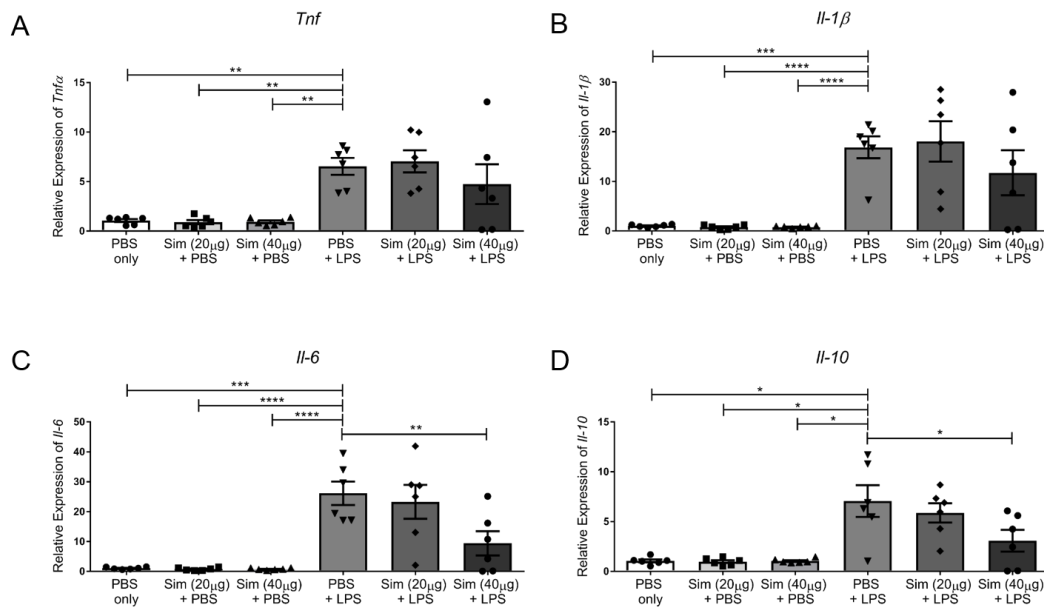 A
Tnf
**
**
**
Relative Expression of Tnfα
15
10
5
0
PBS only
Sim (20μg) + PBS
Sim (40μg) + PBS
PBS + LPS
Sim (20μg) + LPS
Sim (40μg) + LPS
B
Il-1β
***
****
****
Relative Expression of Il-1β
30
20
10
0
PBS only
Sim (20μg) + PBS
Sim (40μg) + PBS
PBS + LPS
Sim (20μg) + LPS
Sim (40μg) + LPS
C
Il-6
***
****
****
**
Relative Expression of Il-6
50
40
30
20
10
0
PBS only
Sim (20μg) + PBS
Sim (40μg) + PBS
PBS + LPS
Sim (20μg) + LPS
Sim (40μg) + LPS
D
Il-10
*
*
*
*
Relative Expression of Il-10
15
10
5
0
PBS only
Sim (20μg) + PBS
Sim (40μg) + PBS
PBS + LPS
Sim (20μg) + LPS
Sim (40μg) + LPS